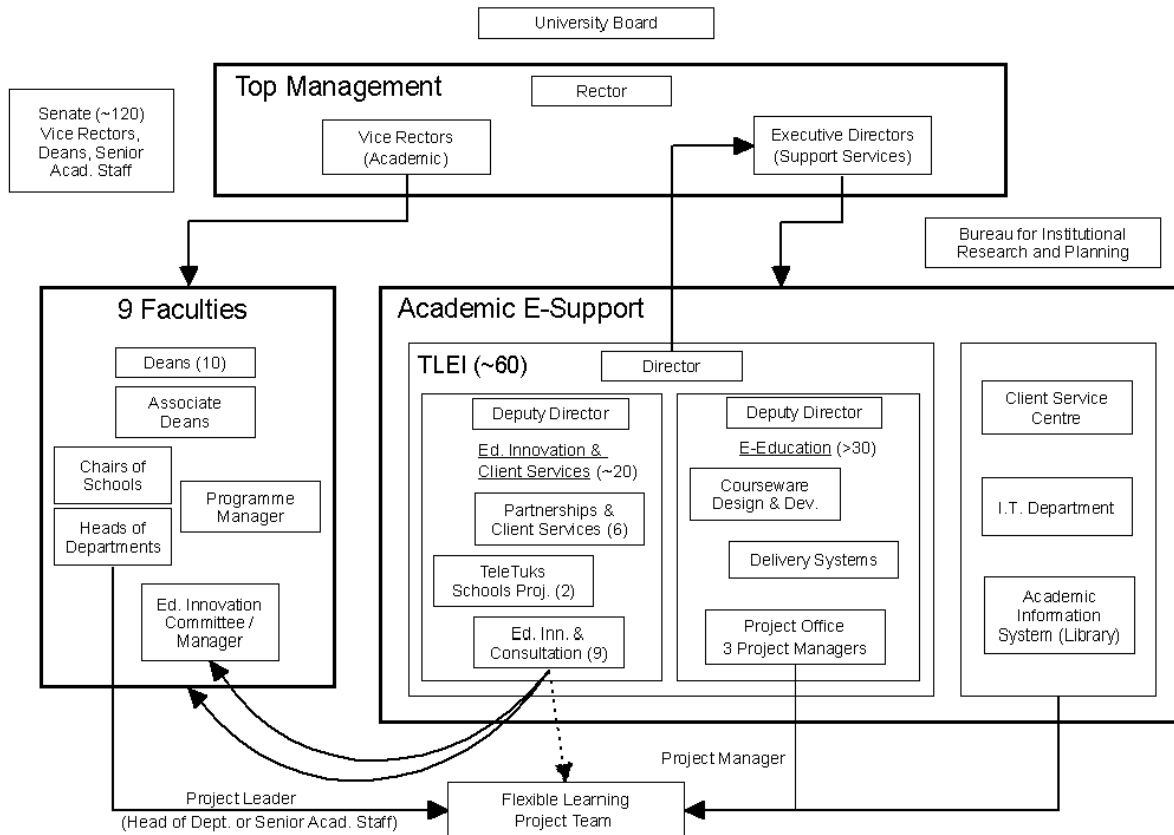 University Board
Top Management
Rector
Senate (~120)
Vice Rectors,
Deans, Senior
Acad. Staff
Vice Rectors
(Academic)
Executive Directors
(Support Services)
Bureau for Institutional
Research and Planning
9 Faculties
Deans (10)
Associate
Deans
Chairs of
Schools
Programme
Manager
Heads of
Departments
Ed. Innovation
Committee /
Manager
Academic E-Support
TLEI (~60)
Director
Deputy Director
Ed. Innovation &
Client Services (~20)
Partnerships &
Client Services (6)
TeleTuks
Schools Proj. (2)
Ed. Inn. &
Consultation (9)
Deputy Director
E-Education (>30)
Courseware
Design & Dev.
Delivery Systems
Project Office
3 Project Managers
Client Service
Centre
I.T. Department
Academic
Information
System (Library)
Project Manager
Project Leader
(Head of Dept. or Senior Acad. Staff)
Flexible Learning
Project Team